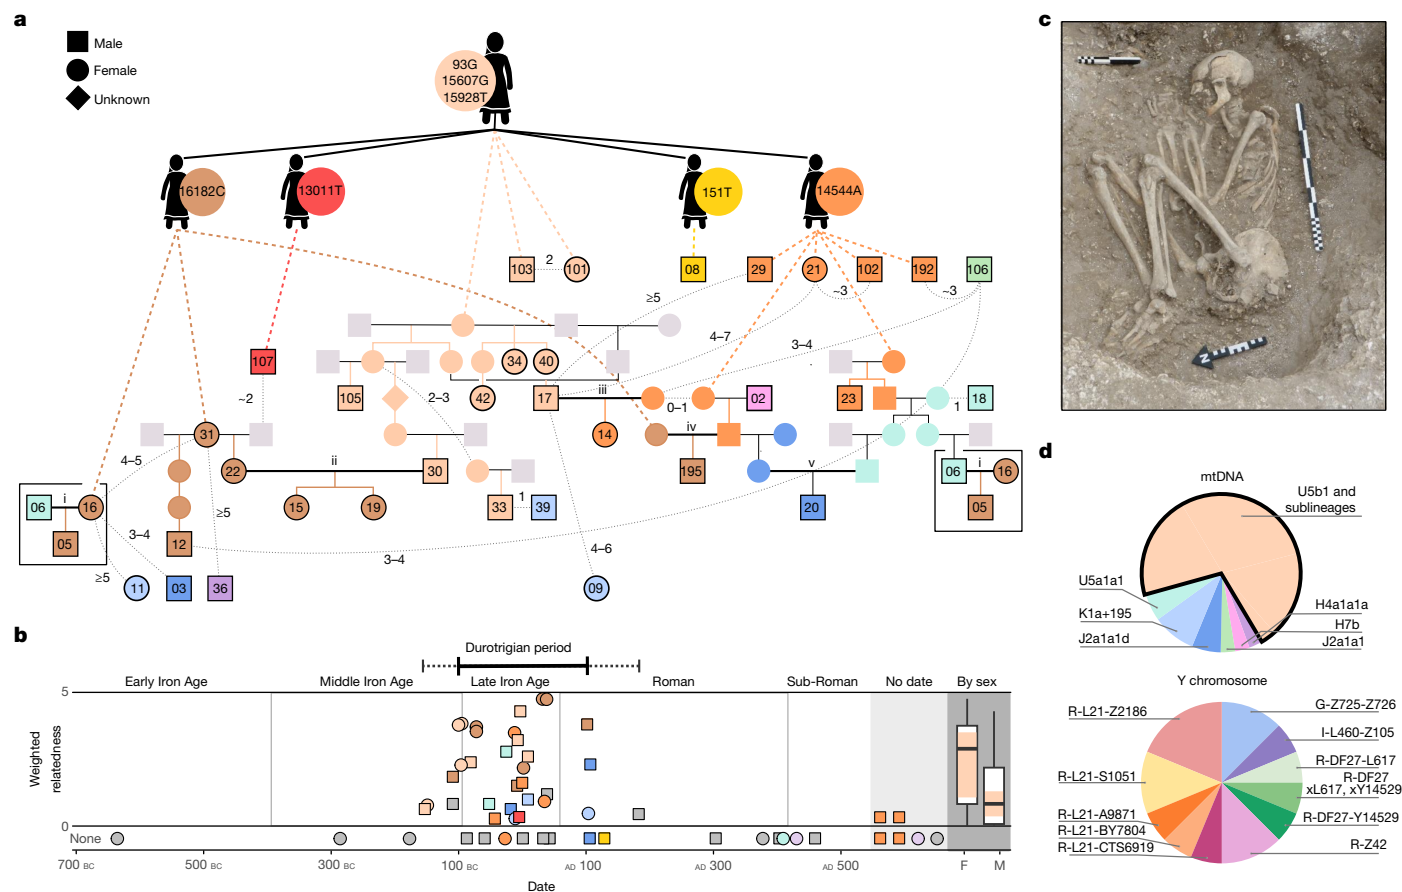 a
Male
Female
Unknown
93G
15607G
15928T
16182C
13011T
151T
14544A
103
2
101
08
29
21
~3
102
192
~3
106
≥5
4–7
3–4
107
34
40
~2
105
2–3
42
17
iii
0–1
02
23
1
18
31
14
iv
4–5
22
ii
30
195
v
06
i
16
05
06
i
16
15
19
33
1
39
20
≥5
3–4
05
12
3–4
4–6
≥5
11
03
36
09
b
Durotrigian period
Early Iron Age
Middle Iron Age
Late Iron Age
Roman
Sub-Roman
No date
By sex
5
Weighted
relatedness
0
None
700 BC
500 BC
300 BC
100 BC
AD 100
AD 300
AD 500
F
M
Date
c
N
d
mtDNA
U5b1 and
sublineages
U5a1a1
K1a+195
J2a1a1d
H4a1a1a
H7b
J2a1a1
Y chromosome
R-L21-Z2186
G-Z725-Z726
I-L460-Z105
R-DF27-L617
R-L21-S1051
R-DF27
xL617, xY14529
R-L21-A9871
R-L21-BY7804
R-L21-CTS6919
R-DF27-Y14529
R-Z42